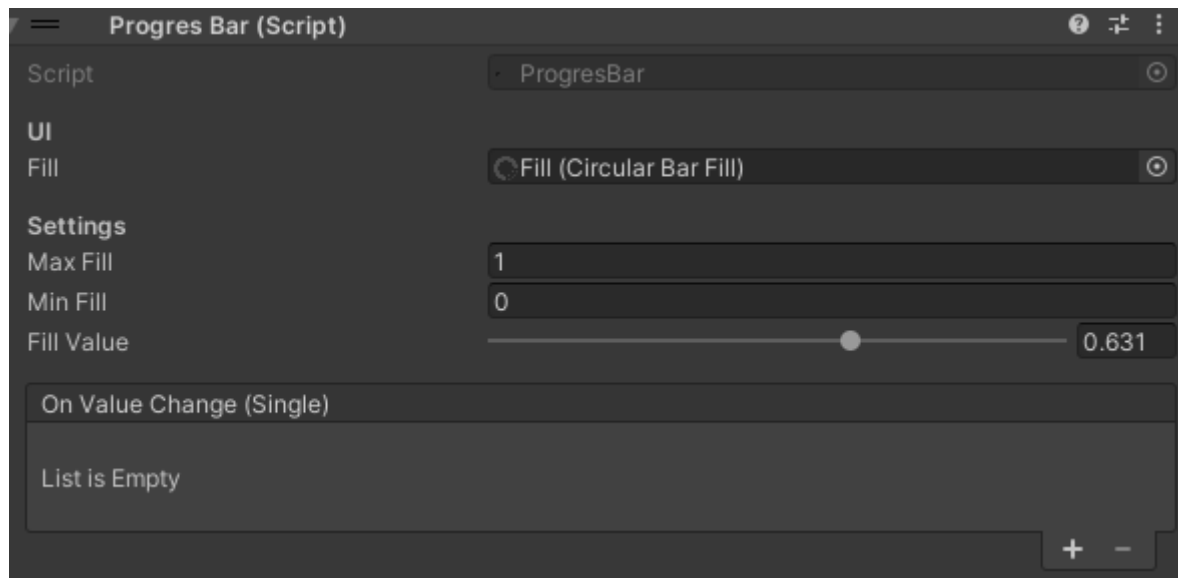 Progres Bar (Script)
Script ProgresBar
UI
Fill Fill (Circular Bar Fill)
Settings
Max Fill 1
Min Fill 0
Fill Value 0.631
On Value Change (Single)
List is Empty